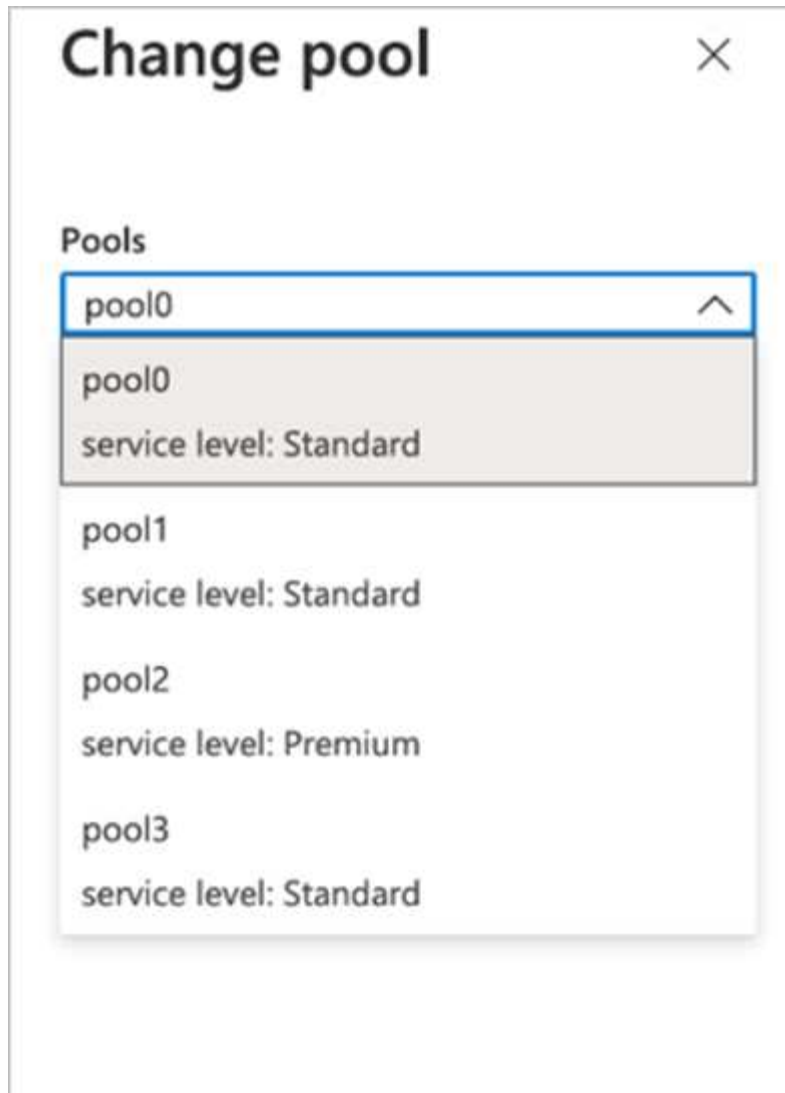 Change pool
Pools
pool0
pool0
service level: Standard
pool1
service level: Standard
pool2
service level: Premium
pool3
service level: Standard